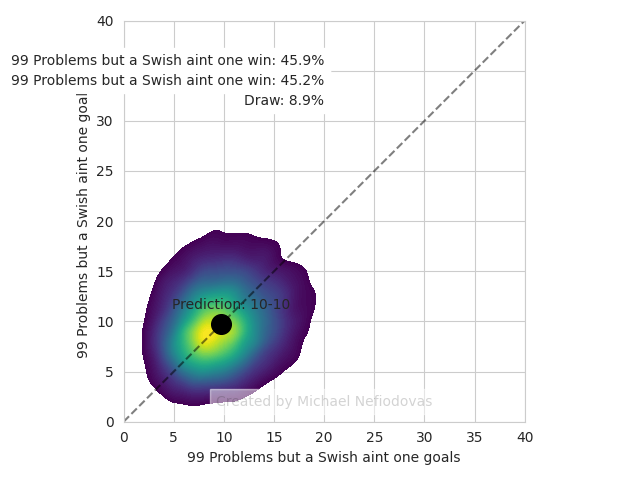 40
99 Problems but a Swish aint one win: 45.9%
99 Problems but a Swish aint one win: 45.2%
Draw: 8.9%
30
25
20
15
10
5
0
99 Problems but a Swish aint one goal
Prediction: 10-10
Created by Michael Nefiodovas
0 5 10 15 20 25 30 35 40
99 Problems but a Swish aint one goals